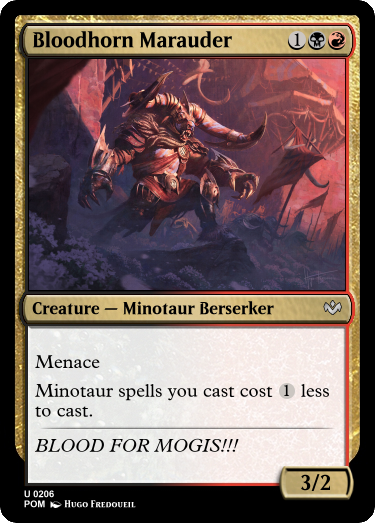 Bloodhorn Marauder 1
Creature — Minotaur Berserker
Menace
Minotaur spells you cast cost 1 less
to cast.
BLOOD FOR MOGIS!!!
3/2
U 0206
POM HUGO FREDOUEIL